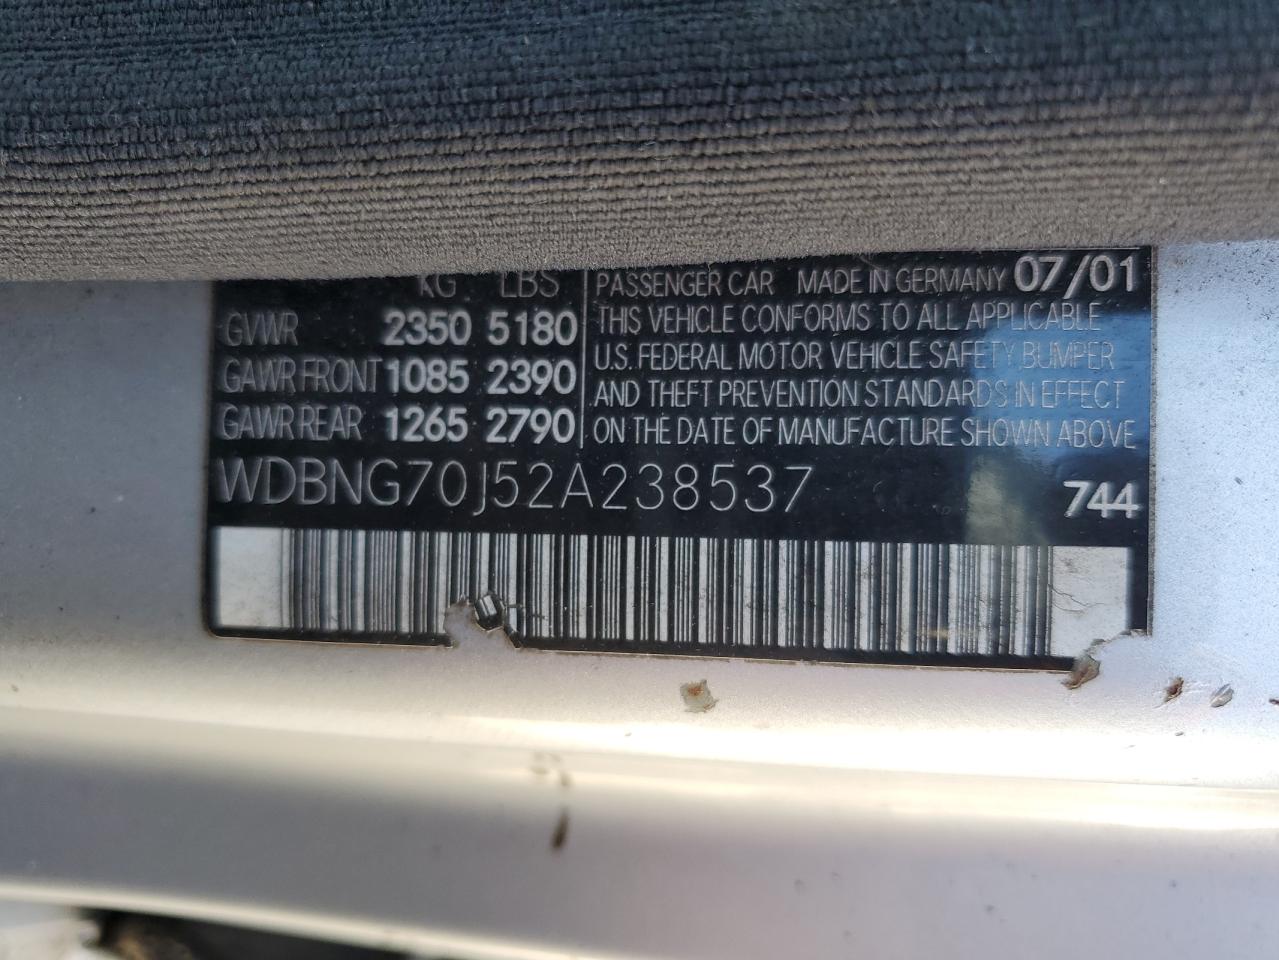 KG LBS PASSENGER CAR MADE IN GERMANY 07/01
GVWR 2350 5180 THIS VEHICLE CONFORMS TO ALL APPLICABLE
GAWR FRONT 1085 2390 U.S. FEDERAL MOTOR VEHICLE SAFETY, BUMPER
GAWR REAR 1265 2790 AND THEFT PREVENTION STANDARDS IN EFFECT
ON THE DATE OF MANUFACTURE SHOWN ABOVE
WDBNG70J52A238537 744